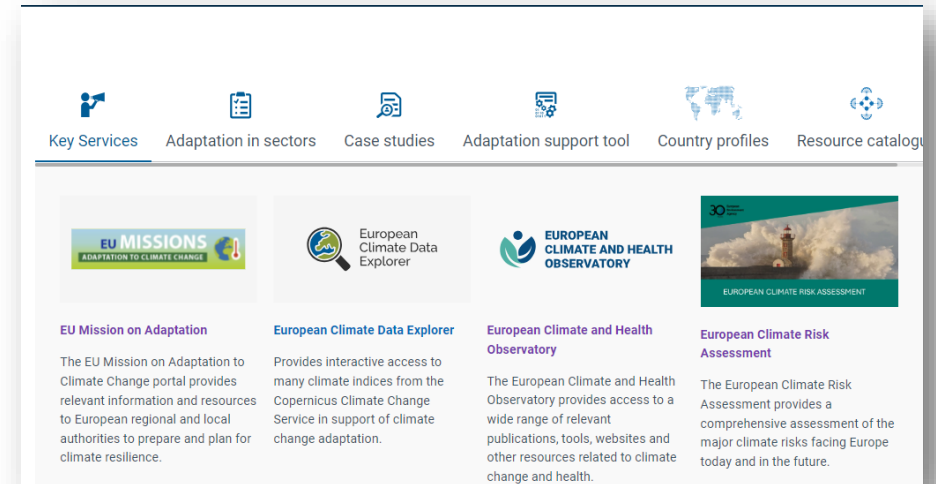 Key Services
Adaptation in sectors
Case studies
Adaptation support tool
Country profiles
Resource catalogu
EU MISSIONS
ADAPTATION TO CLIMATE CHANGE
EU Mission on Adaptation
The EU Mission on Adaptation to
Climate Change portal provides
relevant information and resources
to European regional and local
authorities to prepare and plan for
climate resilience.
European
Climate Data
Explorer
European Climate Data Explorer
Provides interactive access to
many climate indices from the
Copernicus Climate Change
Service in support of climate
change adaptation.
EUROPEAN
CLIMATE AND HEALTH
OBSERVATORY
European Climate and Health
Observatory
The European Climate and Health
Observatory provides access to a
wide range of relevant
publications, tools, websites and
other resources related to climate
change and health.
30
EUROPEAN CLIMATE RISK ASSESSMENT
European Climate Risk
Assessment
The European Climate Risk
Assessment provides a
comprehensive assessment of the
major climate risks facing Europe
today and in the future.